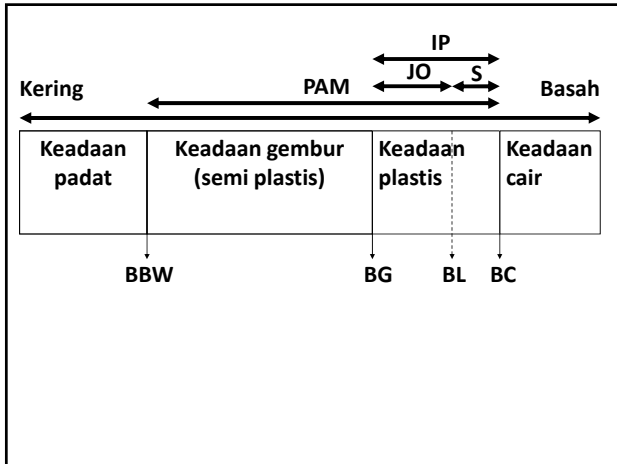 IP
JO S
Kering PAM Basah
Keadaan padat
Keadaan gembur (semi plastis)
Keadaan plastis
Keadaan cair
BBW BG BL BC